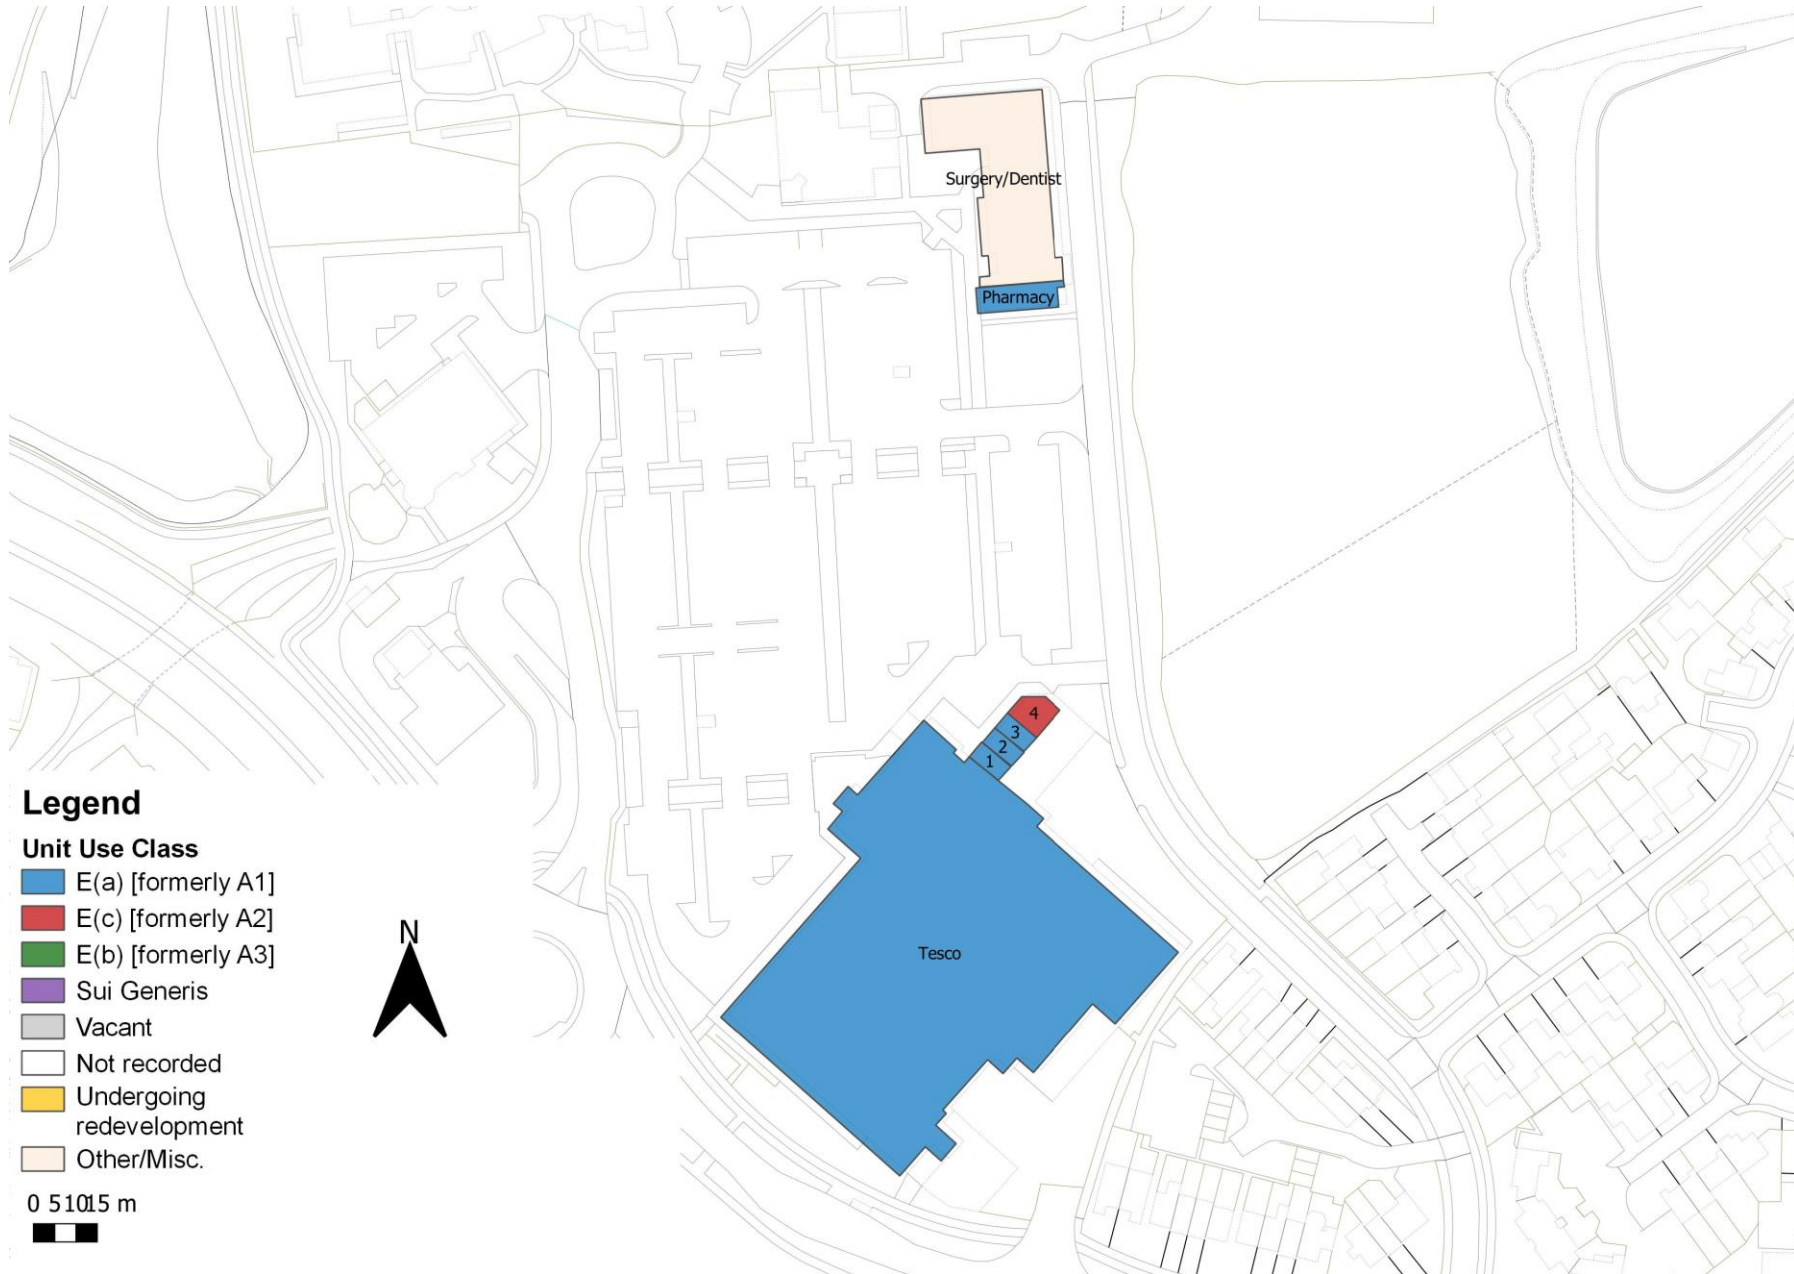 Surgery/Dentist
Pharmacy
4
3
2
1
Tesco
Legend
Unit Use Class
E(a) [formerly A1]
E(c) [formerly A2]
E(b) [formerly A3]
Sui Generis
Vacant
Not recorded
Undergoing
redevelopment
Other/Misc.
N
0 51015 m